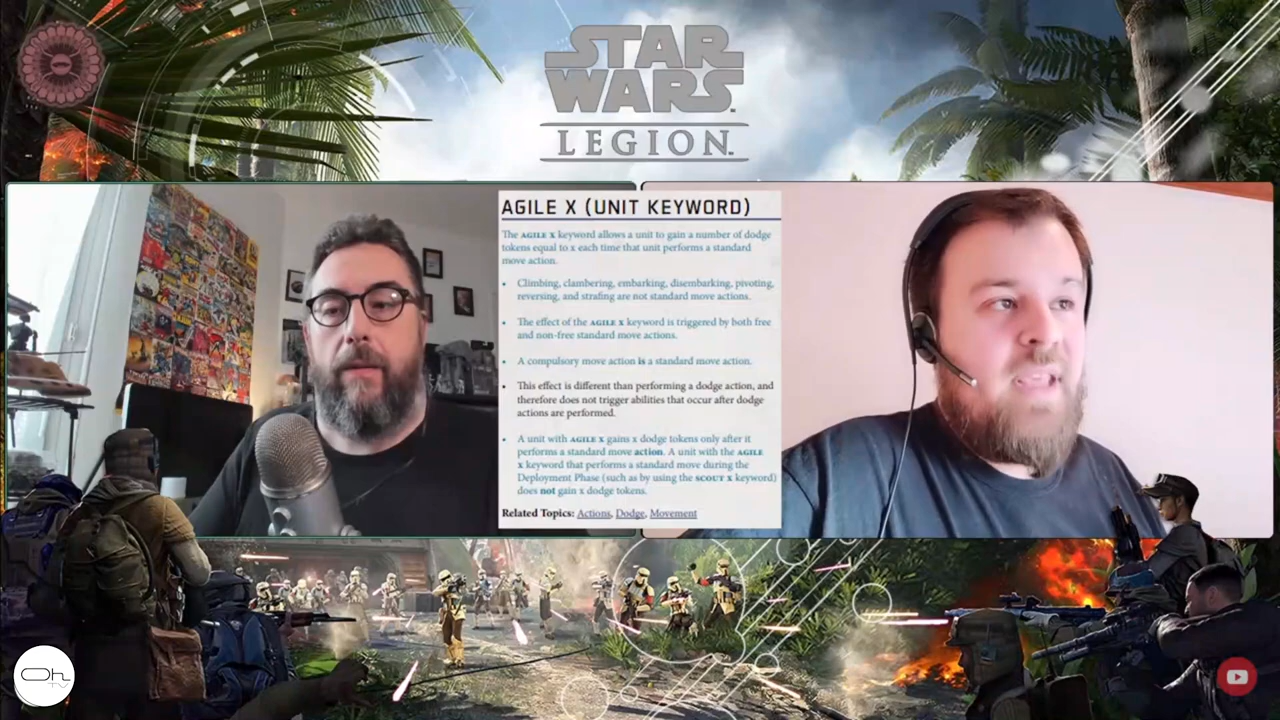 STAR
WARS
LEGION
AGILE X (UNIT KEYWORD)
The AGILE X keyword allows a unit to gain a number of dodge
tokens equal to x each time that unit performs a standard
move action.
• Climbing, clambering, embarking, disembarking, pivoting,
reversing, and strafing are not standard move actions.
• The effect of the AGILE X keyword is triggered by both free
and non-free standard move actions.
• A compulsory move action is a standard move action.
• This effect is different than performing a dodge action, and
therefore does not trigger abilities that occur after dodge
actions are performed.
• A unit with AGILE X gains x dodge tokens only after it
performs a standard move action. A unit with the AGILE
X keyword that performs a standard move during the
Deployment Phase (such as by using the SCOUT X keyword)
does not gain x dodge tokens.
Related Topics: Actions, Dodge, Movement
Oh
TV